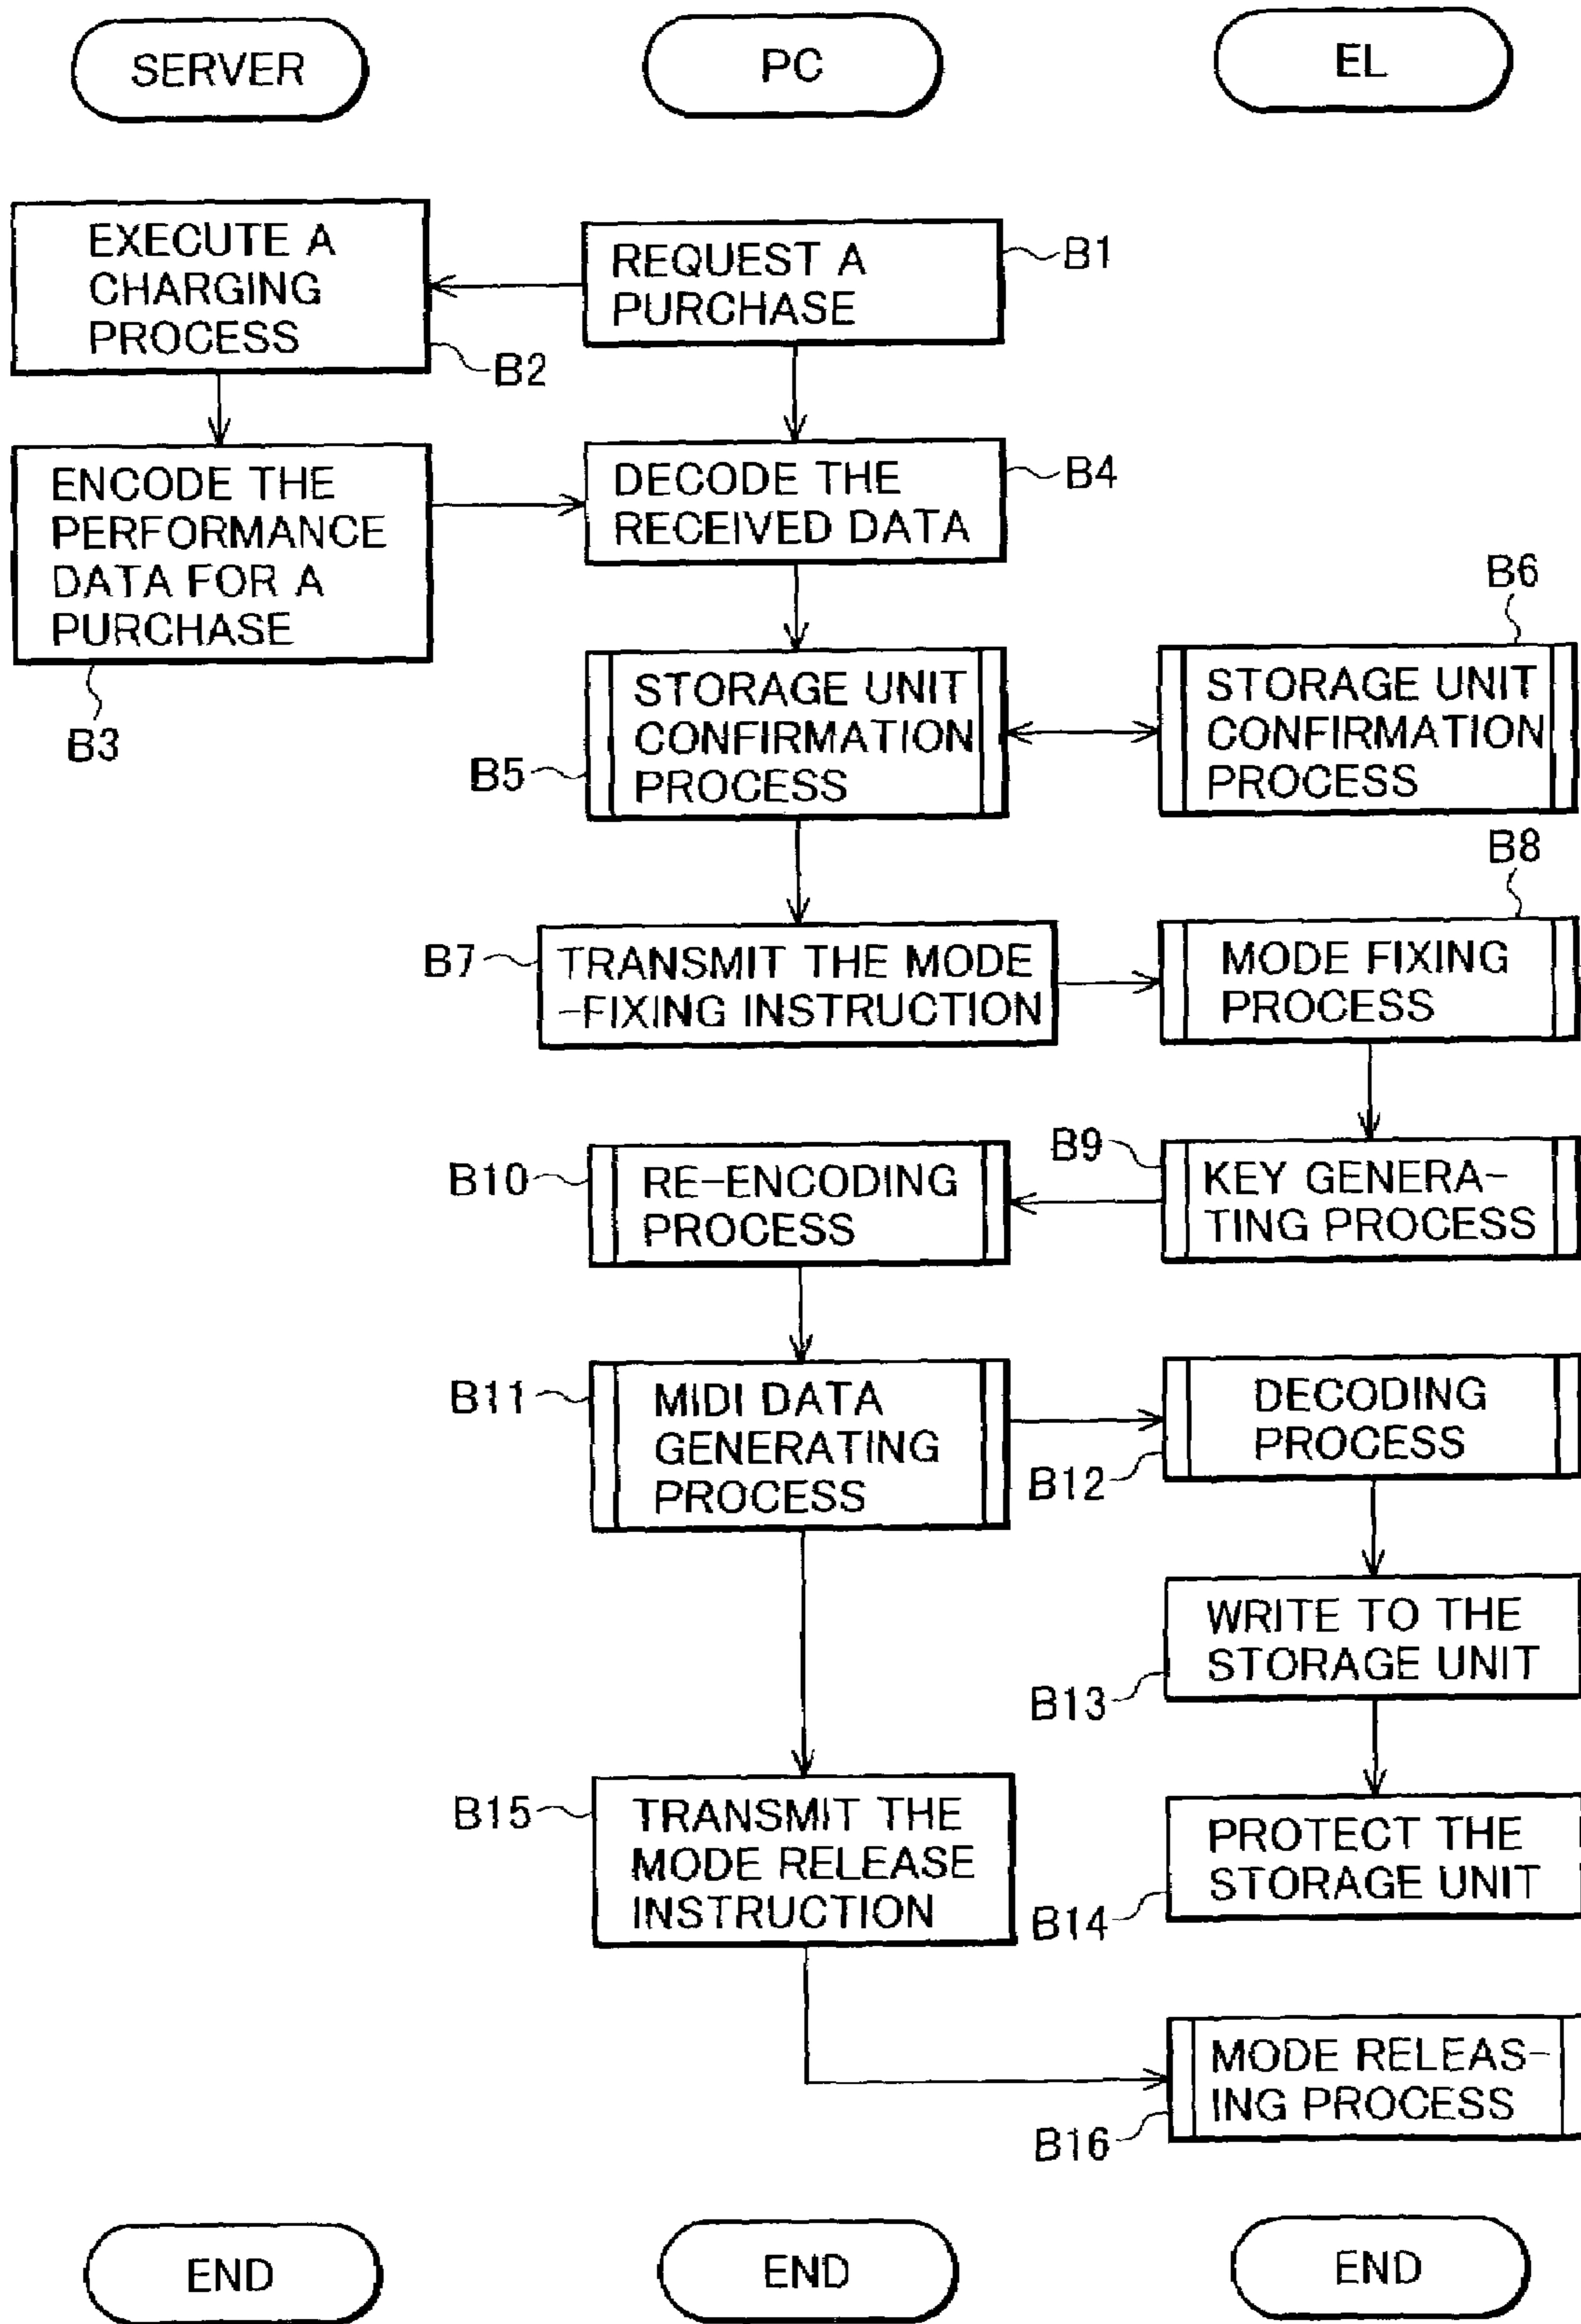 SERVER
PC
EL
EXECUTE A
CHARGING
PROCESS
B2
REQUEST A
PURCHASE
B1
ENCODE THE
PERFORMANCE
DATA FOR A
PURCHASE
B3
DECODE THE
RECEIVED DATA
B4
STORAGE UNIT
CONFIRMATION
PROCESS
B5
B6
STORAGE UNIT
CONFIRMATION
PROCESS
B7
TRANSMIT THE MODE
-FIXING INSTRUCTION
B8
MODE FIXING
PROCESS
B9
KEY GENERA-
TING PROCESS
B10
RE-ENCODING
PROCESS
B11
MIDI DATA
GENERATING
PROCESS
DECODING
PROCESS
B12
WRITE TO THE
STORAGE UNIT
B13
PROTECT THE
STORAGE UNIT
B14
B15
TRANSMIT THE
MODE RELEASE
INSTRUCTION
MODE RELEAS-
ING PROCESS
B16
END
END
END